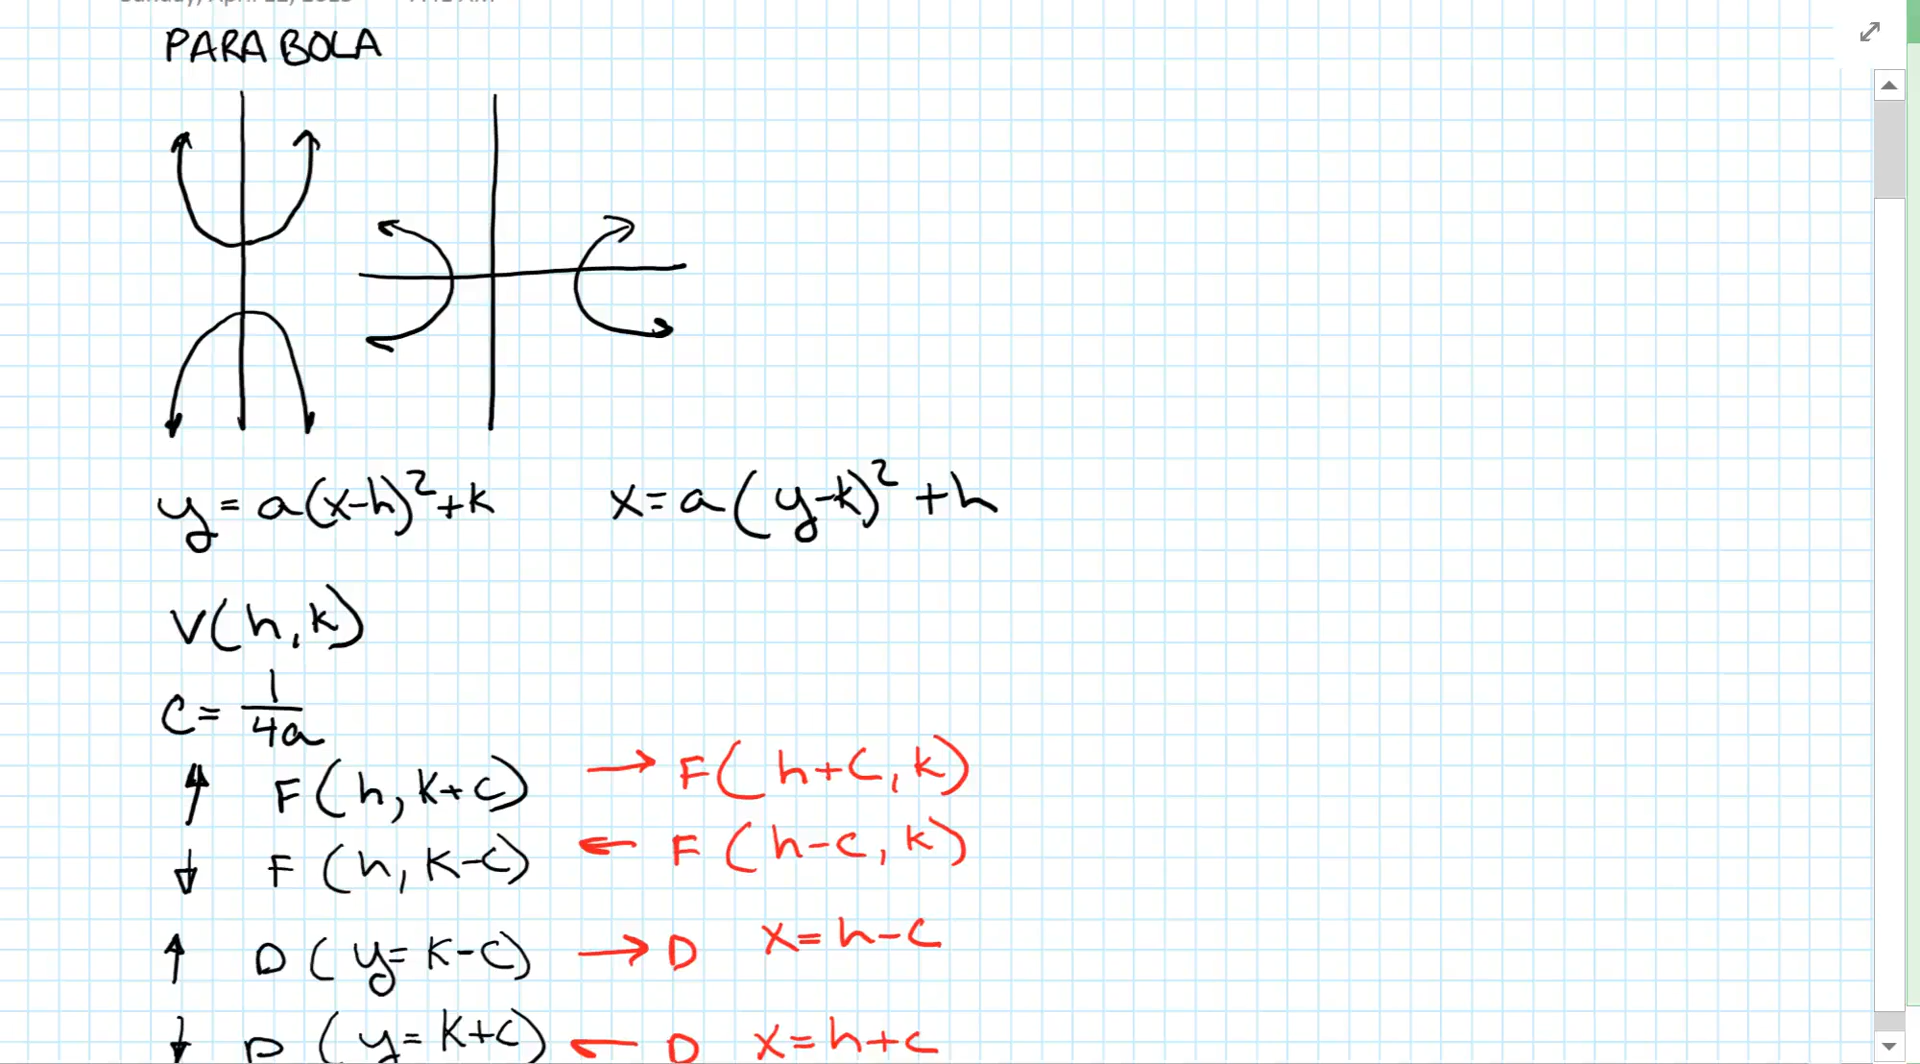 PARABOLA
y = a(x-h)²+k x = a(y-k)² + h
V(h,k)
c = 1/4a
↑ F(h, k+c) → F(h+c, k)
↓ F(h, k-c) ← F(h-c, k)
↑ D(y=k-c) → D x=h-c
↓ D(y=k+c) ← D x=h+c